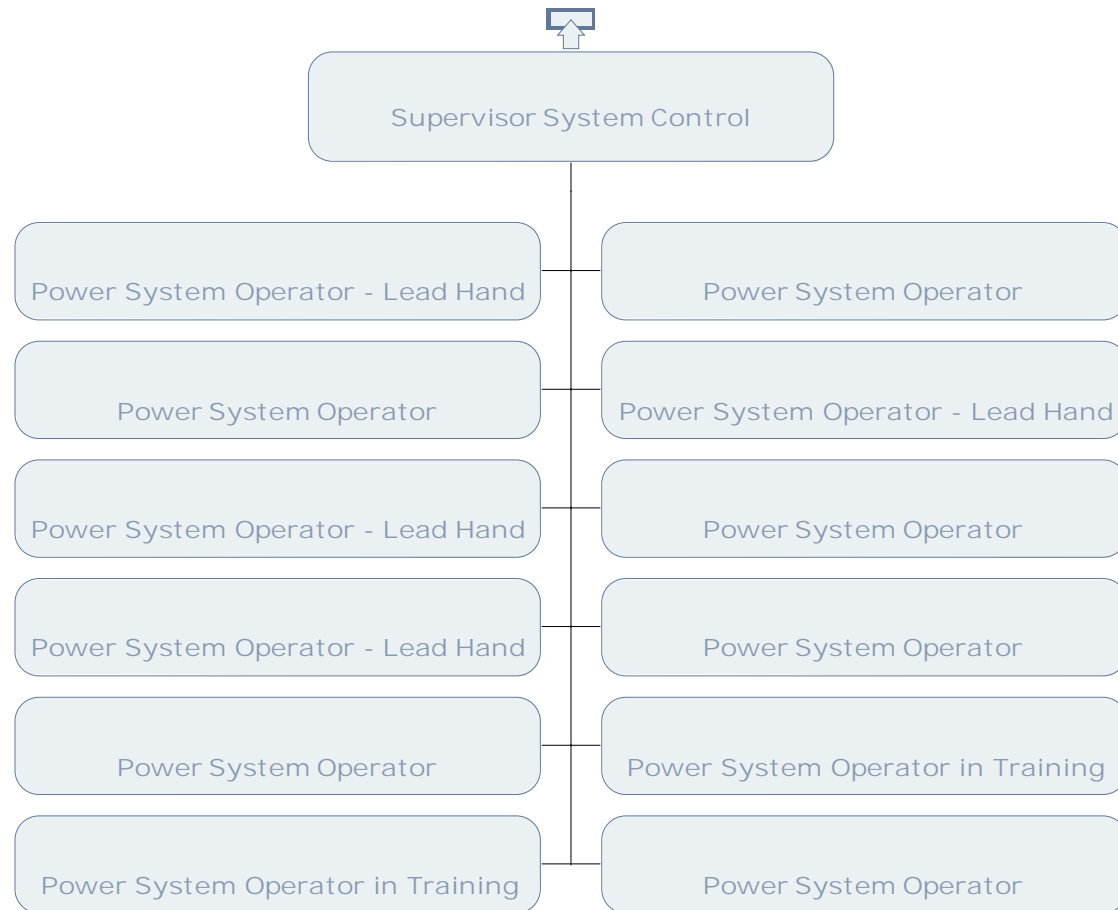 Supervisor System Control
Power System Operator - Lead Hand
Power System Operator
Power System Operator
Power System Operator - Lead Hand
Power System Operator - Lead Hand
Power System Operator
Power System Operator - Lead Hand
Power System Operator
Power System Operator
Power System Operator in Training
Power System Operator in Training
Power System Operator